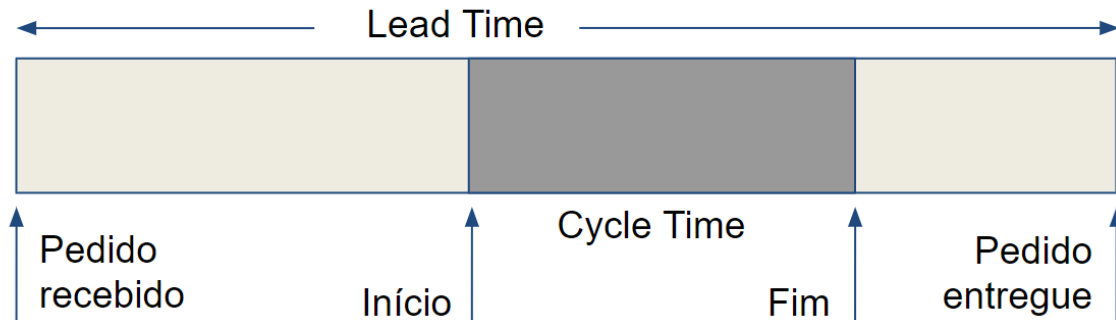 Lead Time
Cycle Time
Pedido
recebido
Início
Fim
Pedido
entregue